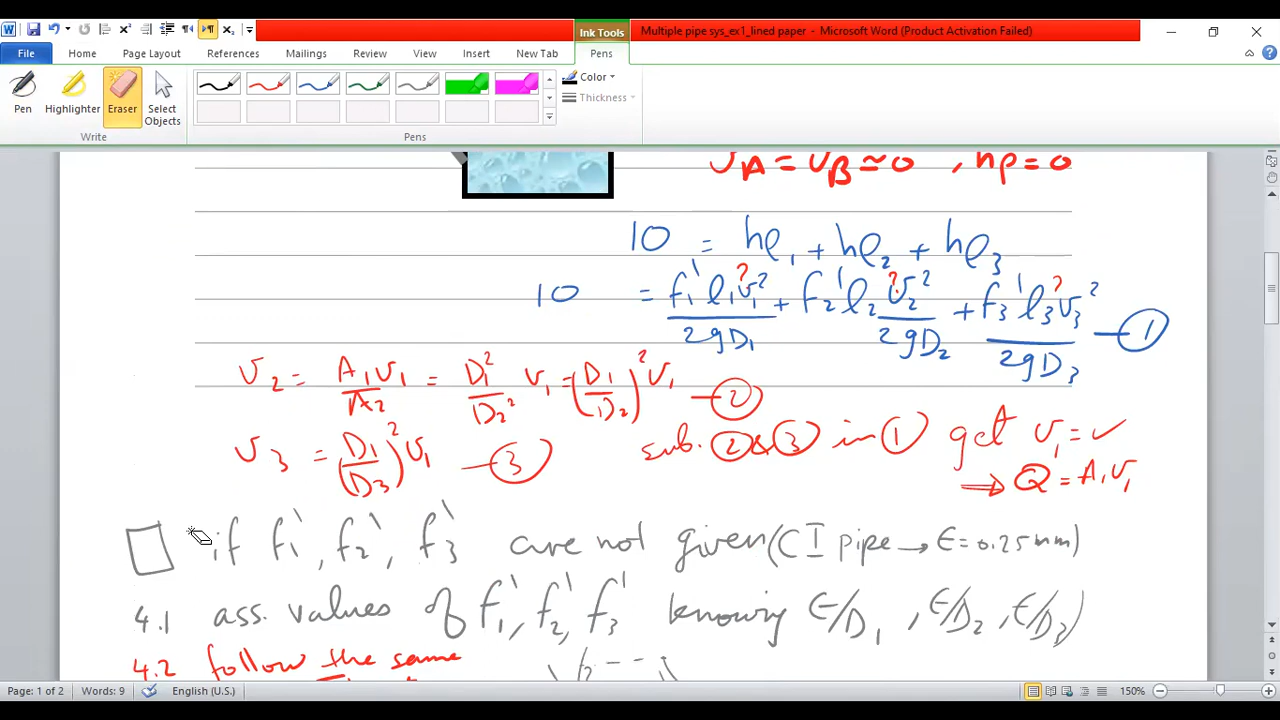 Ink Tools
Multiple pipe sys_ex1_lined paper - Microsoft Word (Product Activation Failed)
File Home Page Layout References Mailings Review View Insert New Tab Pens
Pen Highlighter Eraser Select Objects
Color
Thickness
Write
Pens
vA = vB ≃ 0 , hp = 0
10 = hl1 + hl2 + hl3
10 = f1' l1 v1² / 2gD1 + f2' l2 v2² / 2gD2 + f3' l3 v3² / 2gD3 — 1
? ? ?
v2 = A1v1/A2 = D1²/D2² v1 = (D1/D2)² v1 — 2
v3 = (D1/D3)² v1 — 3
sub. 2 & 3 in 1 get v1 = ✓
⇒ Q = A1v1
if f1', f2', f3' are not given (CI pipe → ϵ = 0.25mm)
4.1 ass. values of f1', f2', f3' knowing ϵ/D1, ϵ/D2, ϵ/D3)
4.2 follow the same
Page: 1 of 2 Words: 9 English (U.S.) 150%